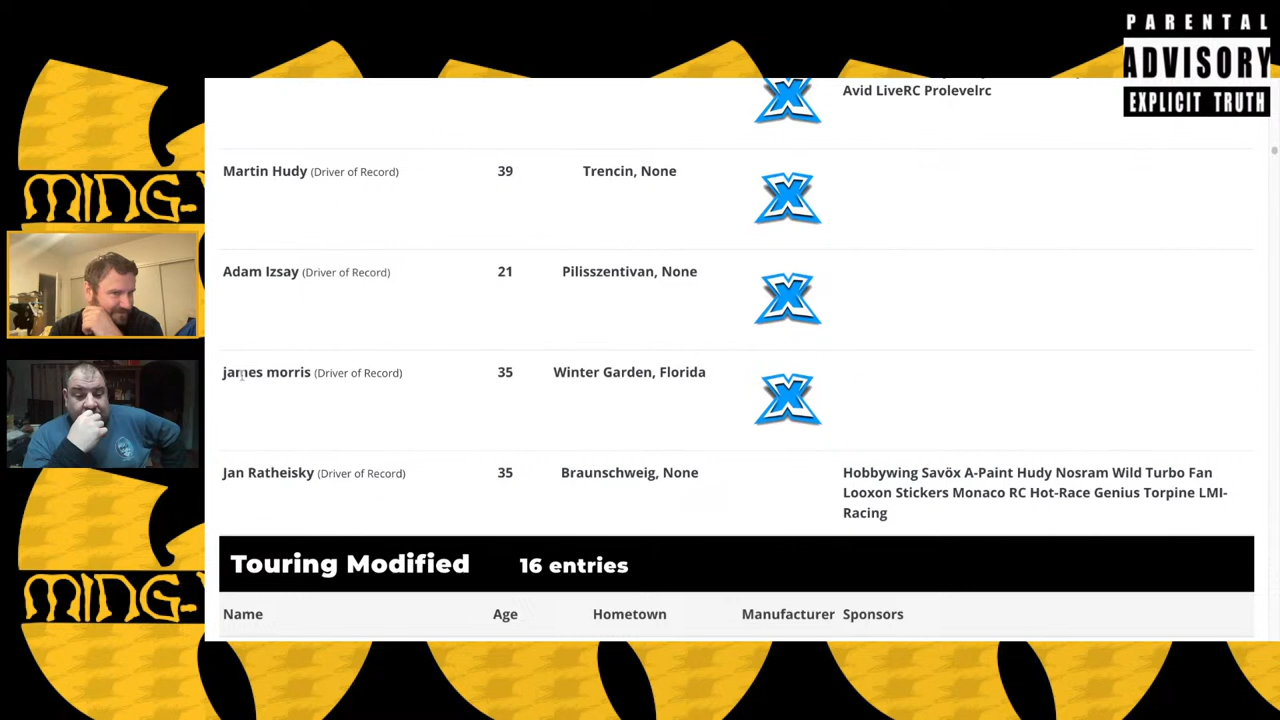 PARENTAL
ADVISORY
EXPLICIT TRUTH
Avid LiveRC Prolevelrc
Martin Hudy (Driver of Record) 39 Trencin, None
Adam Izsay (Driver of Record) 21 Pilisszentivan, None
james morris (Driver of Record) 35 Winter Garden, Florida
Jan Ratheisky (Driver of Record) 35 Braunschweig, None Hobbywing Savöx A-Paint Hudy Nosram Wild Turbo Fan
Looxon Stickers Monaco RC Hot-Race Genius Torpine LMI-
Racing
Touring Modified 16 entries
Name Age Hometown Manufacturer Sponsors
MING-
MING-